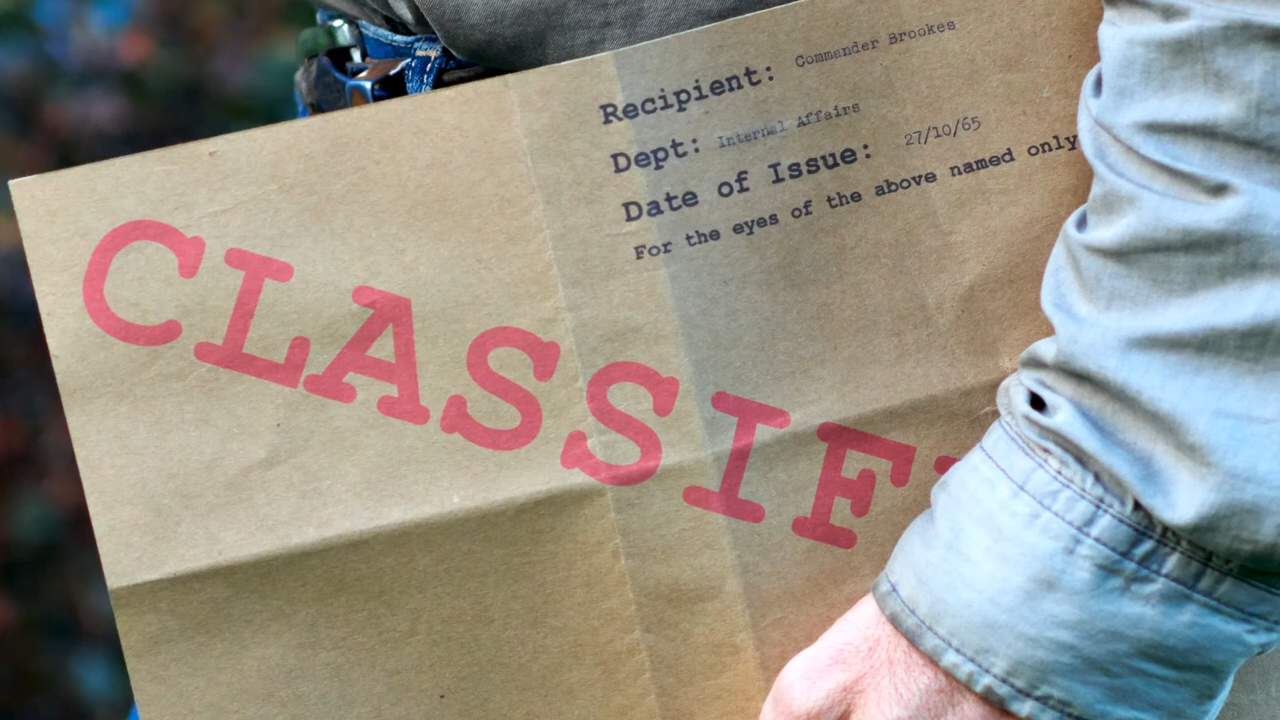 Recipient: Commander Brookes
Dept: Internal Affairs
Date of Issue: 27/10/65
For the eyes of the above named only
CLASSIF